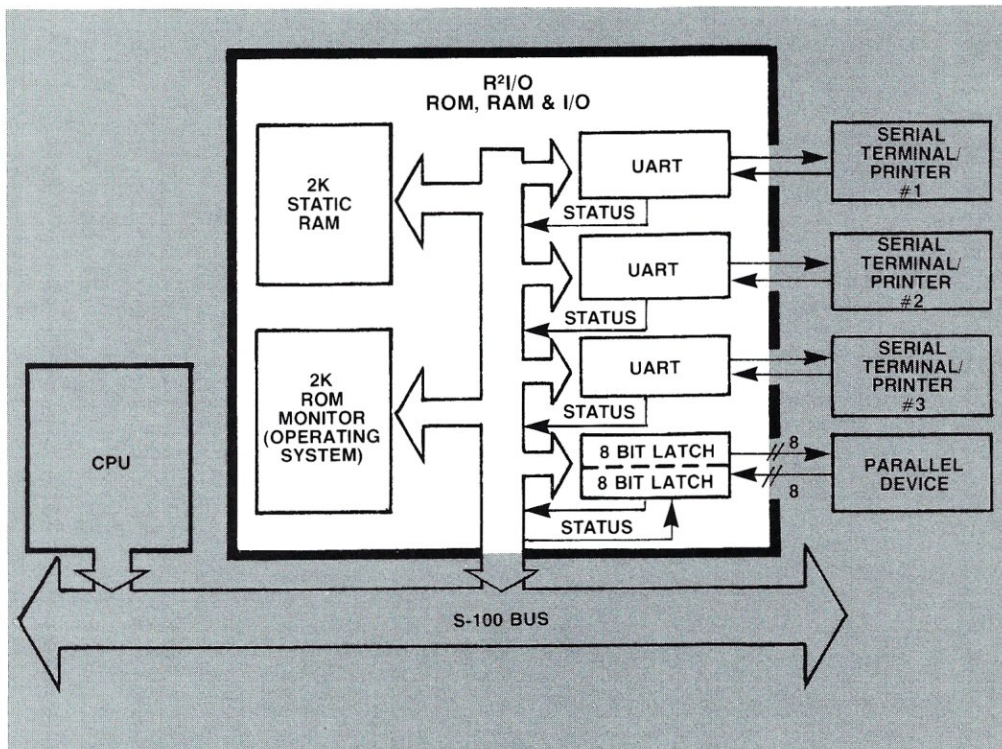 R²I/O
ROM, RAM & I/O
2K
STATIC
RAM
UART
STATUS
SERIAL
TERMINAL/
PRINTER
#1
UART
STATUS
SERIAL
TERMINAL/
PRINTER
#2
2K
ROM
MONITOR
(OPERATING
SYSTEM)
UART
STATUS
SERIAL
TERMINAL/
PRINTER
#3
CPU
8 BIT LATCH
8 BIT LATCH
STATUS
8
8
PARALLEL
DEVICE
S-100 BUS